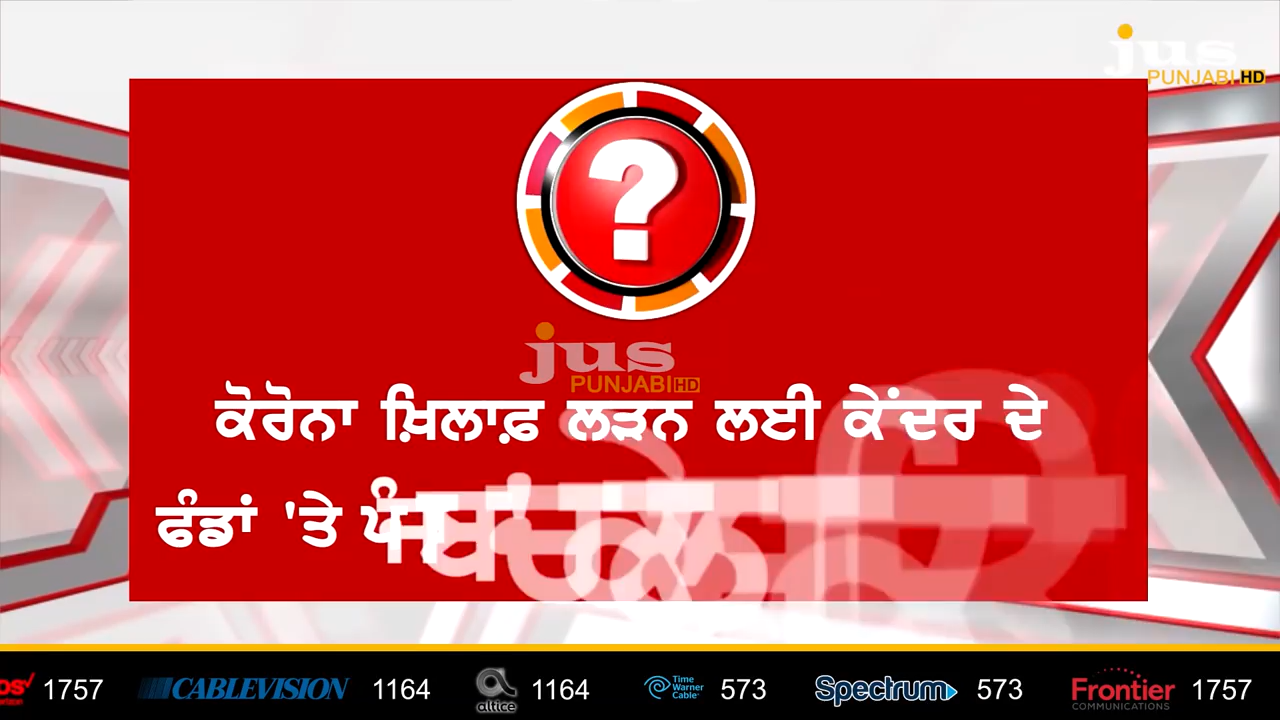 jus
PUNJABI HD
?
jus
PUNJABI HD
ਕੋਰੋਨਾ ਖ਼ਿਲਾਫ਼ ਲੜਨ ਲਈ ਕੇਂਦਰ ਦੇ
ਫੰਡਾਂ 'ਤੇ
1757 CABLEVISION 1164 altice 1164 Time Warner Cable 573 Spectrum 573 Frontier COMMUNICATIONS 1757